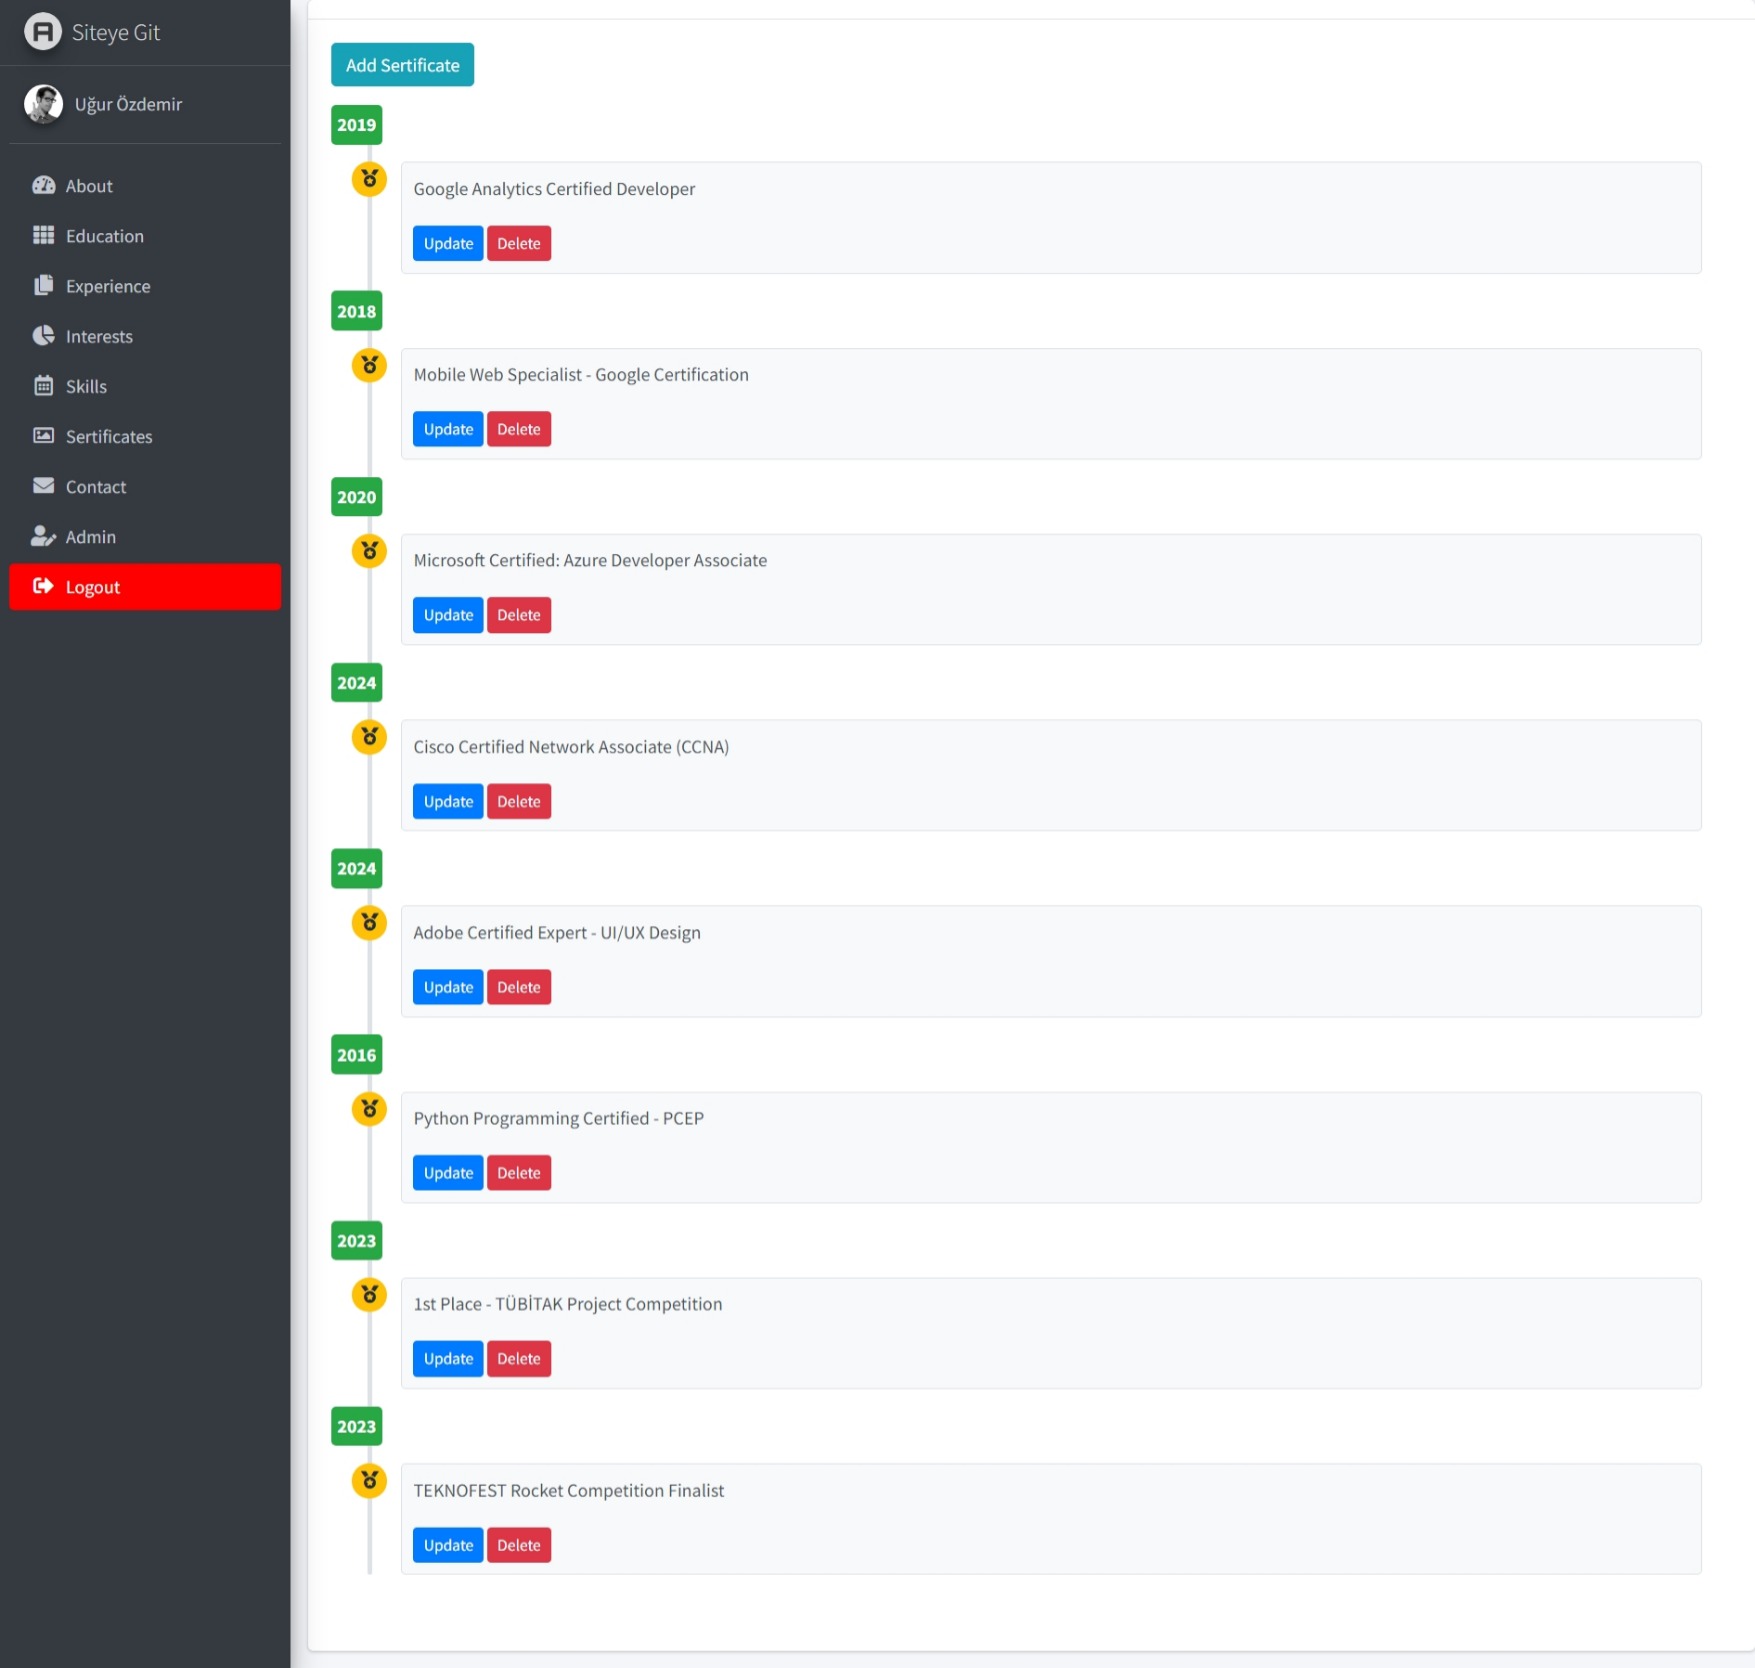 Siteye Git
Uğur Özdemir
About
Education
Experience
Interests
Skills
Sertificates
Contact
Admin
Logout
Add Sertificate
2019
Google Analytics Certified Developer
Update Delete
2018
Mobile Web Specialist - Google Certification
Update Delete
2020
Microsoft Certified: Azure Developer Associate
Update Delete
2024
Cisco Certified Network Associate (CCNA)
Update Delete
2024
Adobe Certified Expert - UI/UX Design
Update Delete
2016
Python Programming Certified - PCEP
Update Delete
2023
1st Place - TÜBİTAK Project Competition
Update Delete
2023
TEKNOFEST Rocket Competition Finalist
Update Delete